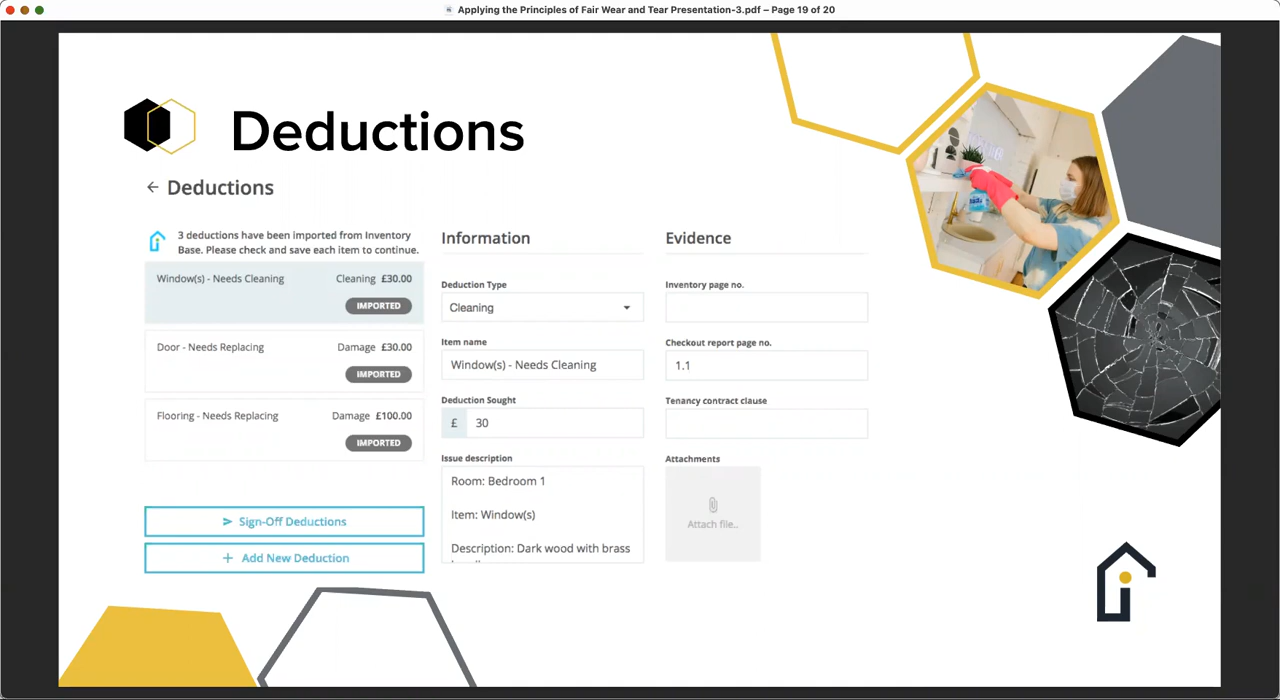 Applying the Principles of Fair Wear and Tear Presentation-3.pdf – Page 19 of 20
Deductions
← Deductions
3 deductions have been imported from Inventory
Base. Please check and save each item to continue.
Window(s) - Needs Cleaning Cleaning £30.00
IMPORTED
Door - Needs Replacing Damage £30.00
IMPORTED
Flooring - Needs Replacing Damage £100.00
IMPORTED
Sign-Off Deductions
+ Add New Deduction
Information
Deduction Type
Cleaning
Item name
Window(s) - Needs Cleaning
Deduction Sought
£ 30
Issue description
Room: Bedroom 1
Item: Window(s)
Description: Dark wood with brass
Evidence
Inventory page no.
Checkout report page no.
1.1
Tenancy contract clause
Attachments
Attach file..